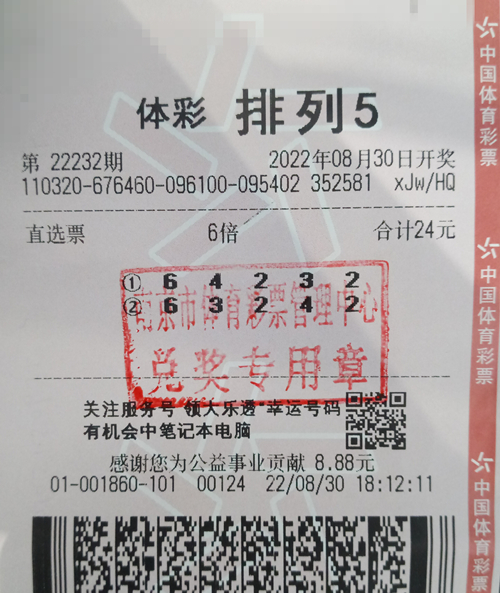 体彩 排列5
第 22232期 2022年08月30日开奖
110320-676460-096100-095402 352581 xJw/HQ
直选票 6倍 合计24元
① 6 4 2 3 2
② 6 3 2 4 2
南京市体育彩票管理中心
兑奖专用章
关注服务号"领大乐透"幸运号码
有机会中笔记本电脑
感谢您为公益事业贡献 8.88元
01-001860-101 00124 22/08/30 18:12:11
中国体育彩票
中国体育彩票
中国体育彩票
中国体育彩票